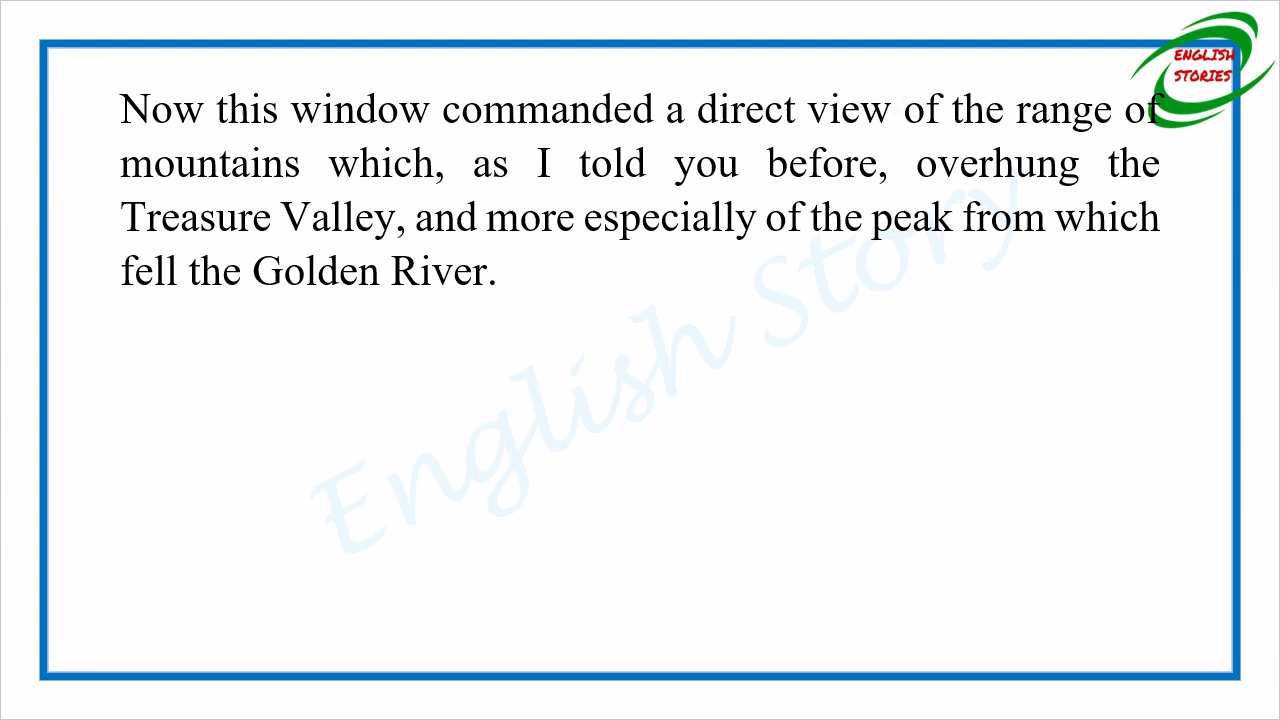 ENGLISH
STORIES
Now this window commanded a direct view of the range of
mountains which, as I told you before, overhung the
Treasure Valley, and more especially of the peak from which
fell the Golden River.
English Story